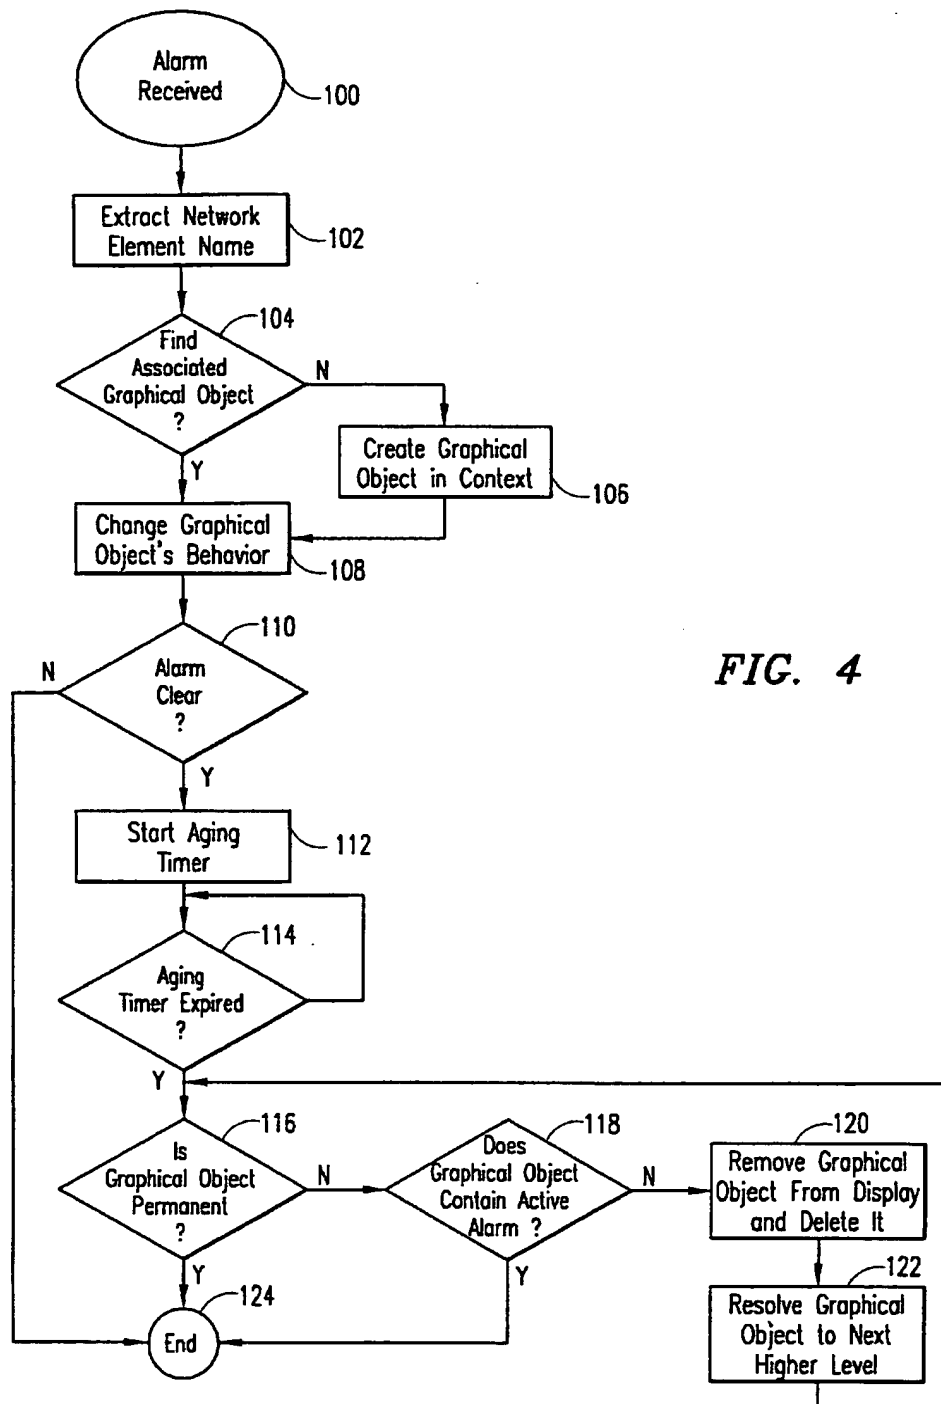 Alarm
Received
100
Extract Network
Element Name
102
104
Find
Associated
Graphical Object
?
N
Y
Create Graphical
Object in Context
106
Change Graphical
Object's Behavior
108
110
N
Alarm
Clear
?
Y
FIG. 4
Start Aging
Timer
112
114
Aging
Timer Expired
?
Y
116
Is
Graphical Object
Permanent
?
N
Y
118
Does
Graphical Object
Contain Active
Alarm ?
N
Y
120
Remove Graphical
Object From Display
and Delete It
122
Resolve Graphical
Object to Next
Higher Level
124
End